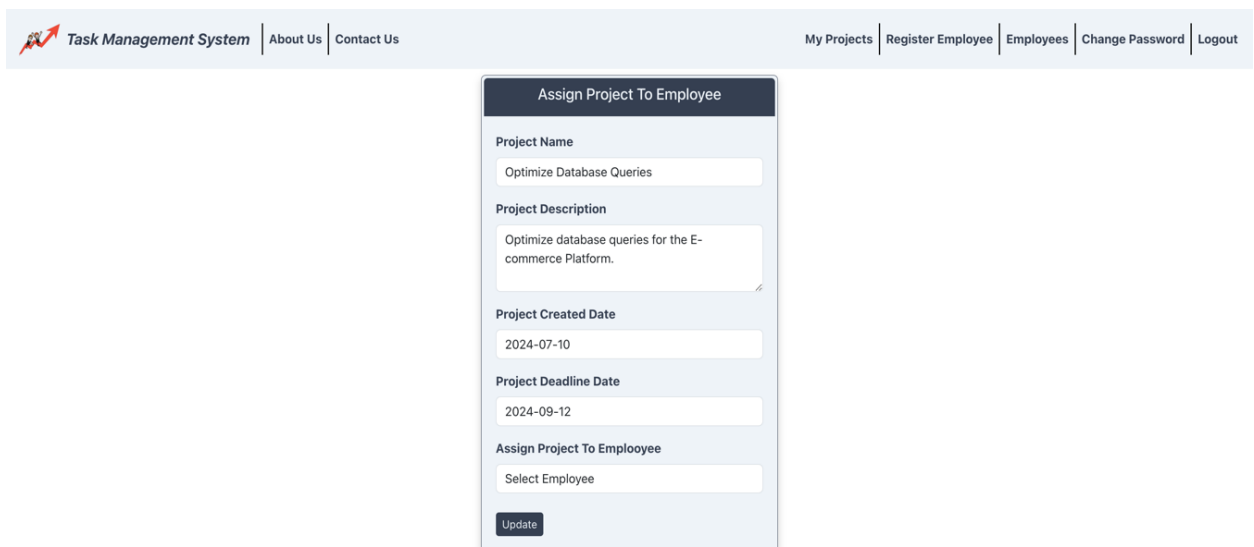 Task Management System About Us Contact Us My Projects Register Employee Employees Change Password Logout
Assign Project To Employee
Project Name
Optimize Database Queries
Project Description
Optimize database queries for the E-
commerce Platform.
Project Created Date
2024-07-10
Project Deadline Date
2024-09-12
Assign Project To Emplooyee
Select Employee
Update